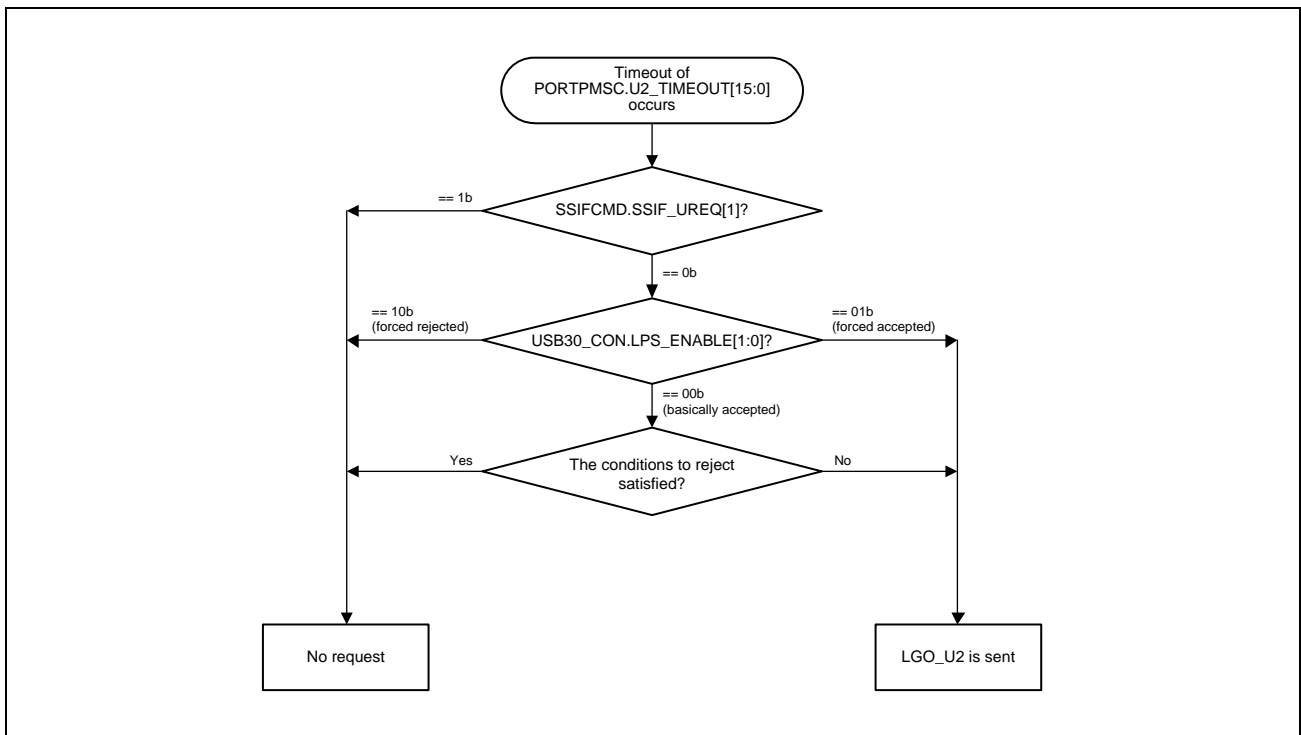 Timeout of
PORTPMSC.U2_TIMEOUT[15:0]
occurs
== 1b
SSIFCMD.SSIF_UREQ[1]?
== 0b
== 10b
(forced rejected)
USB30_CON.LPS_ENABLE[1:0]?
== 01b
(forced accepted)
== 00b
(basically accepted)
Yes
The conditions to reject
satisfied?
No
No request
LGO_U2 is sent